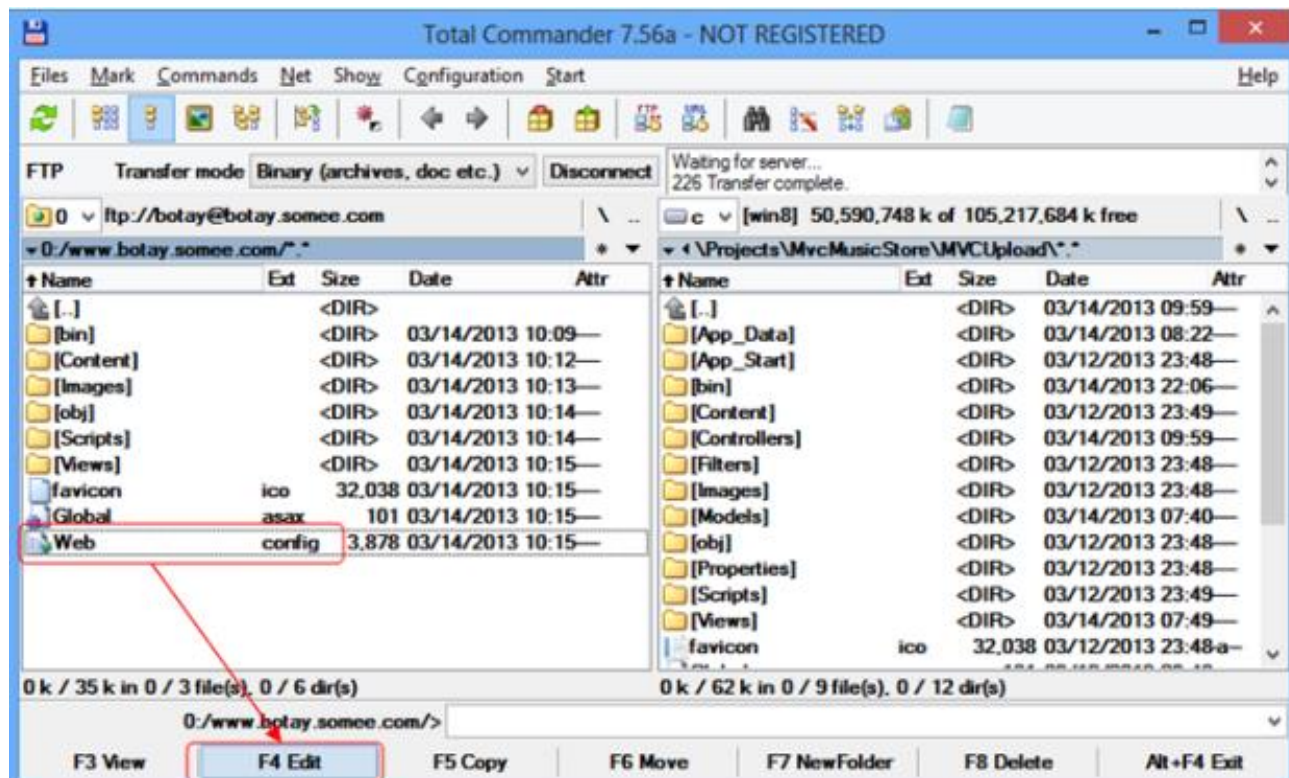 Total Commander 7.56a - NOT REGISTERED
Files Mark Commands Net Show Configuration Start Help
FTP Transfer mode Binary (archives, doc etc.) Disconnect
Waiting for server...
226 Transfer complete.
0 ftp://botay@botay.somee.com \ ..
c [win8] 50,590,748 k of 105,217,684 k free \ ..
0:/www.botay.somee.com/*.* * 
\Projects\MvcMusicStore\MVCUpload\*.* *
Name Ext Size Date Attr
[..] <DIR>
[bin] <DIR> 03/14/2013 10:09----
[Content] <DIR> 03/14/2013 10:12----
[Images] <DIR> 03/14/2013 10:13----
[obj] <DIR> 03/14/2013 10:14----
[Scripts] <DIR> 03/14/2013 10:14----
[Views] <DIR> 03/14/2013 10:15----
favicon ico 32,038 03/14/2013 10:15----
Global asax 101 03/14/2013 10:15----
Web config 3,878 03/14/2013 10:15----
0 k / 35 k in 0 / 3 file(s), 0 / 6 dir(s)
Name Ext Size Date Attr
[..] <DIR> 03/14/2013 09:59----
[App_Data] <DIR> 03/14/2013 08:22----
[App_Start] <DIR> 03/12/2013 23:48----
[bin] <DIR> 03/14/2013 22:06----
[Content] <DIR> 03/12/2013 23:49----
[Controllers] <DIR> 03/14/2013 09:59----
[Filters] <DIR> 03/12/2013 23:48----
[Images] <DIR> 03/12/2013 23:48----
[Models] <DIR> 03/14/2013 07:40----
[obj] <DIR> 03/12/2013 23:48----
[Properties] <DIR> 03/12/2013 23:48----
[Scripts] <DIR> 03/12/2013 23:49----
[Views] <DIR> 03/14/2013 07:49----
favicon ico 32,038 03/12/2013 23:48-a--
0 k / 62 k in 0 / 9 file(s), 0 / 12 dir(s)
0:/www.botay.somee.com/>
F3 View F4 Edit F5 Copy F6 Move F7 NewFolder F8 Delete Alt+F4 Exit